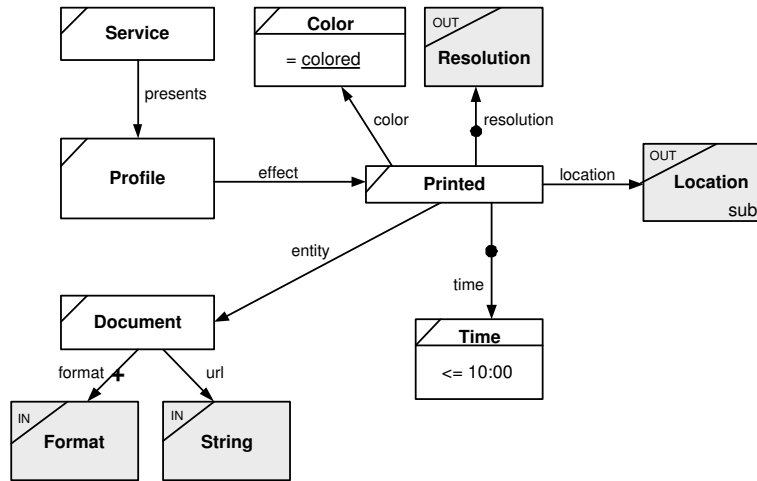 Service
Color
= colored
OUT
Resolution
presents
color
resolution
Profile
effect
Printed
location
OUT
Location
sub
entity
time
Document
Time
<= 10:00
format
url
IN
Format
IN
String